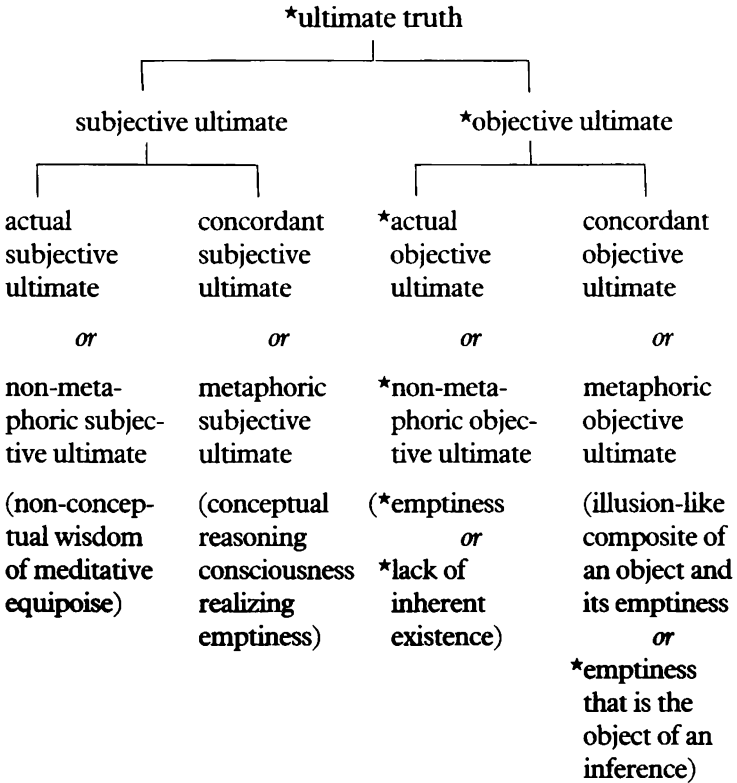 ★ultimate truth
subjective ultimate
★objective ultimate
actual
subjective
ultimate
or
non-meta-
phoric subjec-
tive ultimate
(non-concep-
tual wisdom
of meditative
equipoise)
concordant
subjective
ultimate
or
metaphoric
subjective
ultimate
(conceptual
reasoning
consciousness
realizing
emptiness)
★actual
objective
ultimate
or
★non-meta-
phoric objec-
tive ultimate
(★emptiness
or
★lack of
inherent
existence)
concordant
objective
ultimate
or
metaphoric
objective
ultimate
(illusion-like
composite of
an object and
its emptiness
or
★emptiness
that is the
object of an
inference)